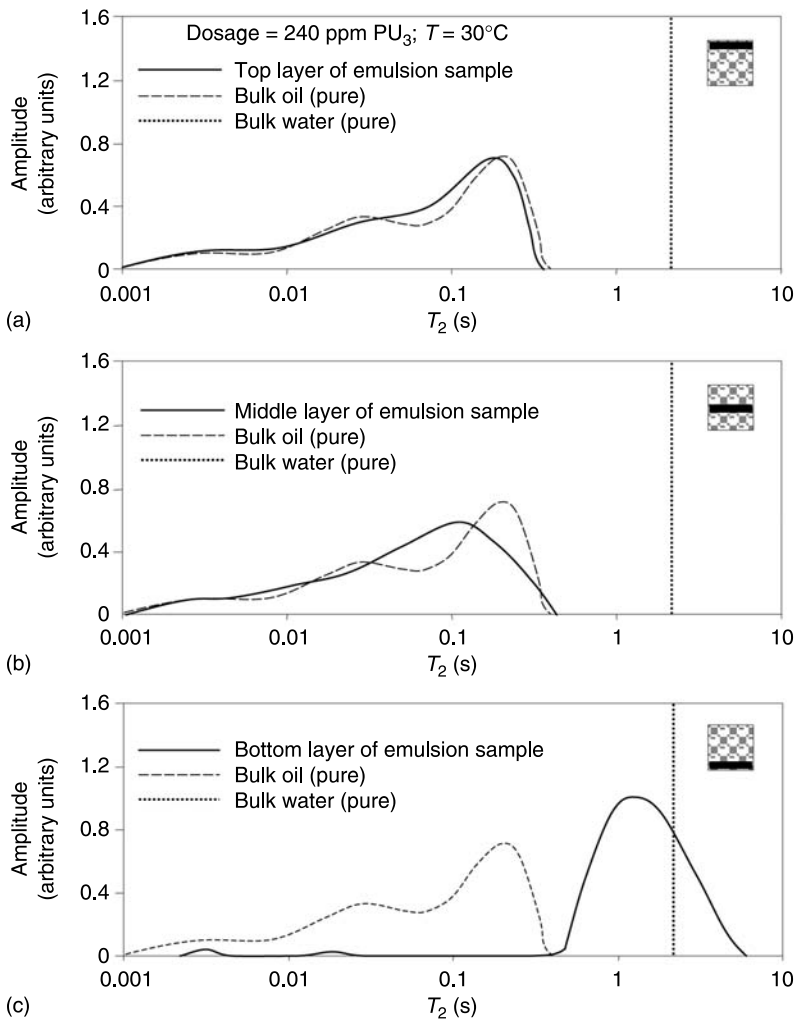 Dosage = 240 ppm PU₃; T = 30°C
Top layer of emulsion sample
Bulk oil (pure)
Bulk water (pure)
Amplitude
(arbitrary units)
1.6
1.2
0.8
0.4
0
0.001
0.01
0.1
1
10
T₂ (s)
(a)
Middle layer of emulsion sample
Bulk oil (pure)
Bulk water (pure)
Amplitude
(arbitrary units)
1.6
1.2
0.8
0.4
0
0.001
0.01
0.1
1
10
T₂ (s)
(b)
Bottom layer of emulsion sample
Bulk oil (pure)
Bulk water (pure)
Amplitude
(arbitrary units)
1.6
1.2
0.8
0.4
0
0.001
0.01
0.1
1
10
T₂ (s)
(c)